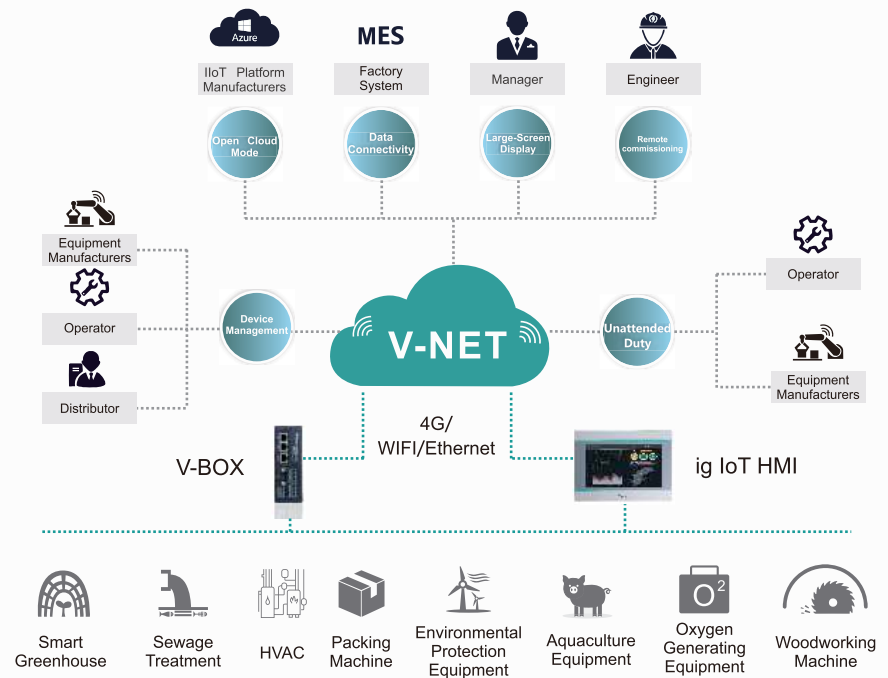 Azure
IIoT Platform
Manufacturers
MES
Factory
System
Manager
Engineer
Open Cloud
Mode
Data
Connectivity
Large-Screen
Display
Remote
commissioning
Equipment
Manufacturers
Operator
Distributor
Device
Management
V-NET
Unattended
Duty
Operator
Equipment
Manufacturers
4G/
WIFI/Ethernet
V-BOX
ig IoT HMI
Smart
Greenhouse
Sewage
Treatment
HVAC
Packing
Machine
Environmental
Protection
Equipment
Aquaculture
Equipment
O2
Oxygen
Generating
Equipment
Woodworking
Machine